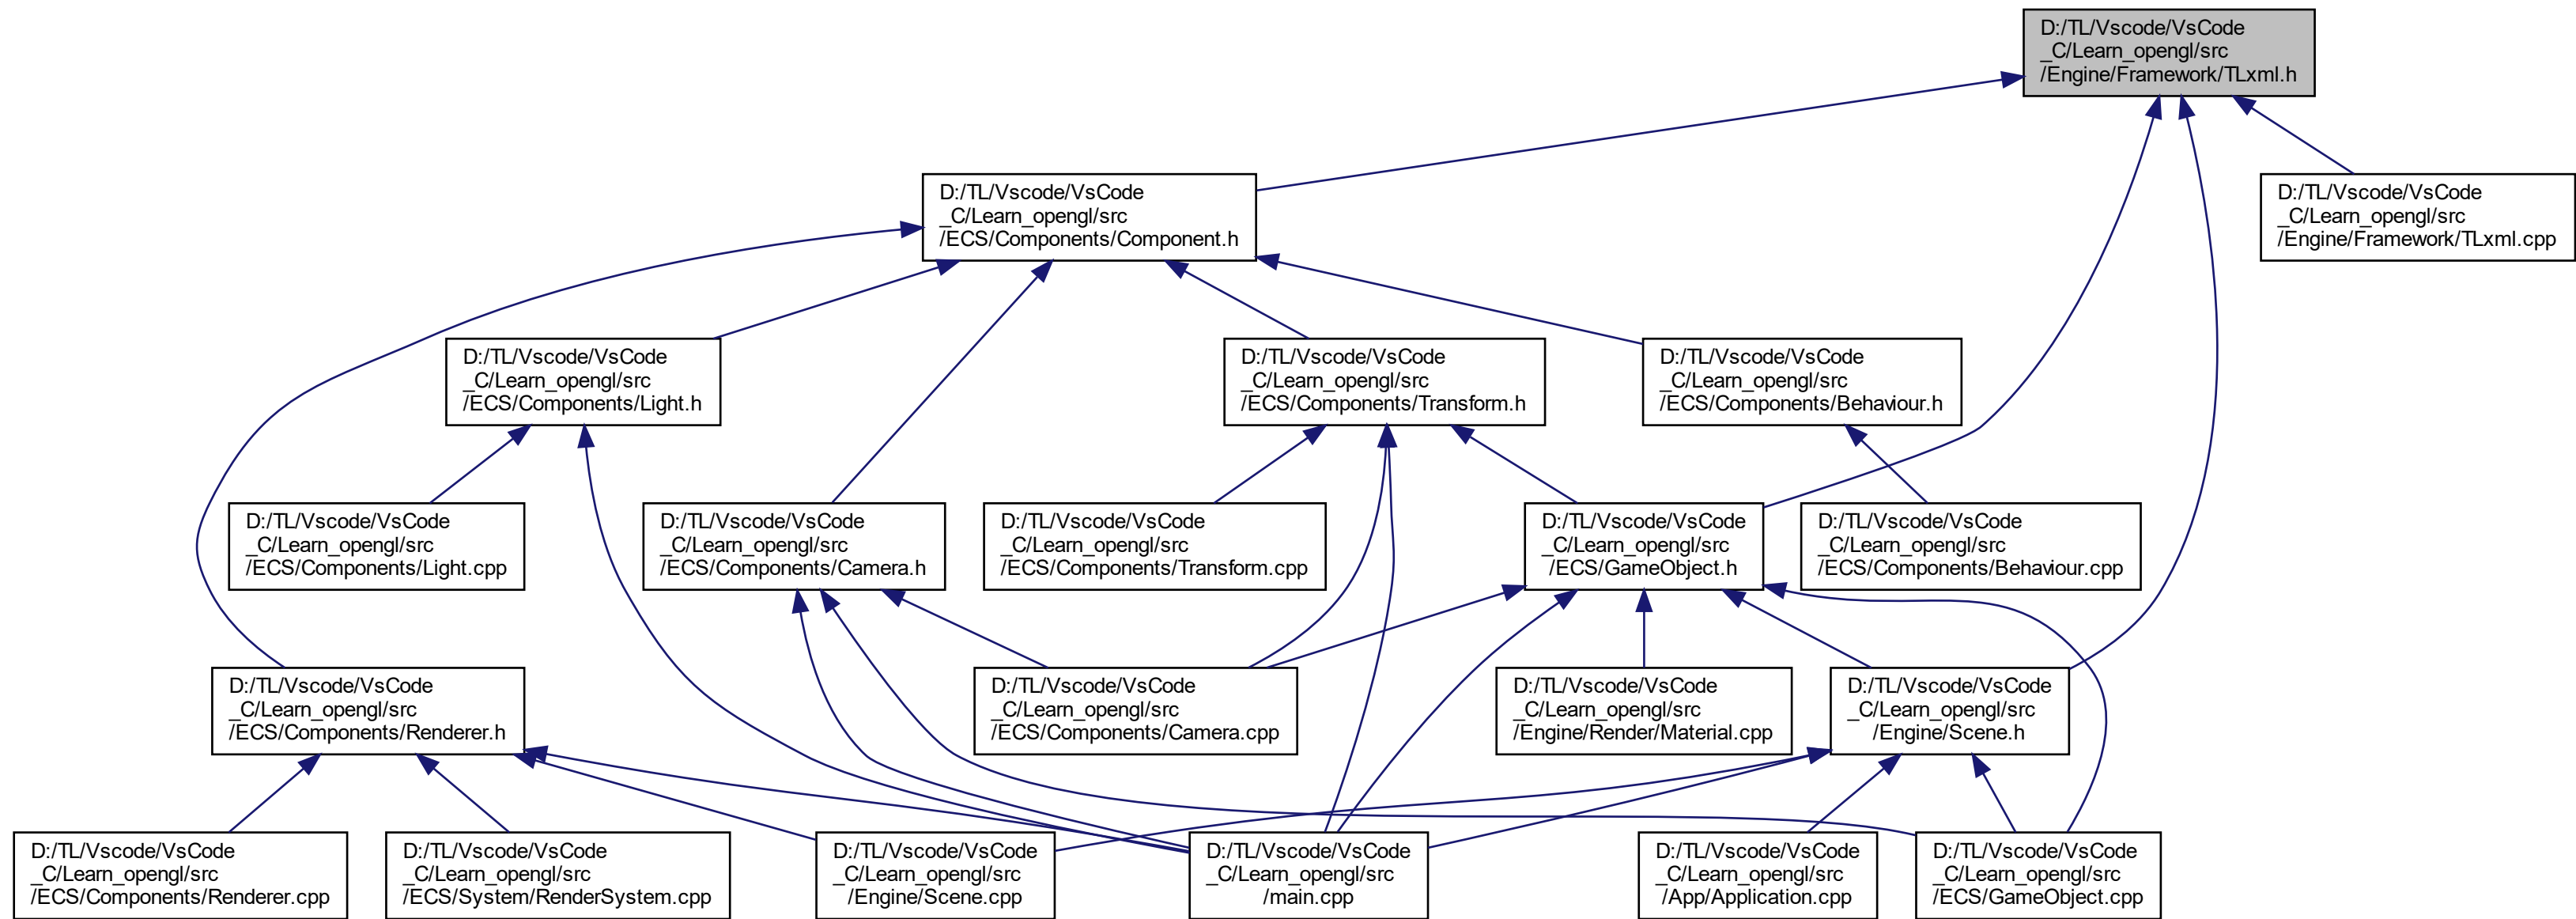 D:/TL/Vscode/VsCode
_C/Learn_opengl/src
/Engine/Framework/TLxml.h
D:/TL/Vscode/VsCode
_C/Learn_opengl/src
/ECS/Components/Component.h
D:/TL/Vscode/VsCode
_C/Learn_opengl/src
/Engine/Framework/TLxml.cpp
D:/TL/Vscode/VsCode
_C/Learn_opengl/src
/ECS/Components/Light.h
D:/TL/Vscode/VsCode
_C/Learn_opengl/src
/ECS/Components/Transform.h
D:/TL/Vscode/VsCode
_C/Learn_opengl/src
/ECS/Components/Behaviour.h
D:/TL/Vscode/VsCode
_C/Learn_opengl/src
/ECS/Components/Light.cpp
D:/TL/Vscode/VsCode
_C/Learn_opengl/src
/ECS/Components/Camera.h
D:/TL/Vscode/VsCode
_C/Learn_opengl/src
/ECS/Components/Transform.cpp
D:/TL/Vscode/VsCode
_C/Learn_opengl/src
/ECS/GameObject.h
D:/TL/Vscode/VsCode
_C/Learn_opengl/src
/ECS/Components/Behaviour.cpp
D:/TL/Vscode/VsCode
_C/Learn_opengl/src
/ECS/Components/Renderer.h
D:/TL/Vscode/VsCode
_C/Learn_opengl/src
/ECS/Components/Camera.cpp
D:/TL/Vscode/VsCode
_C/Learn_opengl/src
/Engine/Render/Material.cpp
D:/TL/Vscode/VsCode
_C/Learn_opengl/src
/Engine/Scene.h
D:/TL/Vscode/VsCode
_C/Learn_opengl/src
/ECS/Components/Renderer.cpp
D:/TL/Vscode/VsCode
_C/Learn_opengl/src
/ECS/System/RenderSystem.cpp
D:/TL/Vscode/VsCode
_C/Learn_opengl/src
/Engine/Scene.cpp
D:/TL/Vscode/VsCode
_C/Learn_opengl/src
/main.cpp
D:/TL/Vscode/VsCode
_C/Learn_opengl/src
/App/Application.cpp
D:/TL/Vscode/VsCode
_C/Learn_opengl/src
/ECS/GameObject.cpp